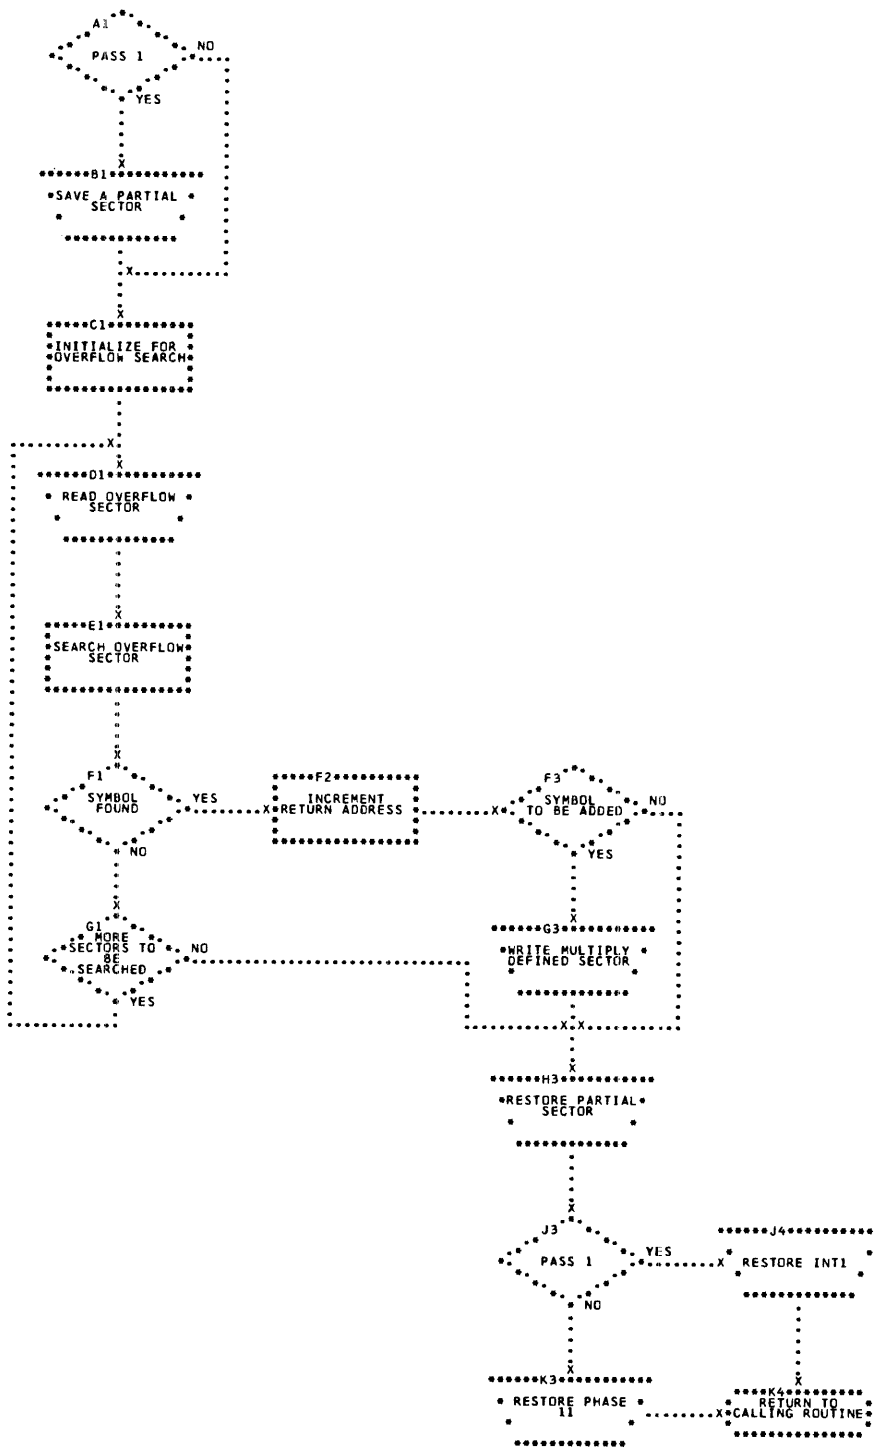 A1
NO
PASS 1
YES
B1
SAVE A PARTIAL
SECTOR
C1
INITIALIZE FOR
OVERFLOW SEARCH
D1
READ OVERFLOW
SECTOR
E1
SEARCH OVERFLOW
SECTOR
F1
SYMBOL
FOUND
YES
NO
F2
INCREMENT
RETURN ADDRESS
F3
SYMBOL
TO BE ADDED
NO
YES
G1
MORE
SECTORS TO
BE
SEARCHED
NO
YES
G3
WRITE MULTIPLY
DEFINED SECTOR
H3
RESTORE PARTIAL
SECTOR
J3
PASS 1
YES
NO
J4
RESTORE INT1
K3
RESTORE PHASE
11
K4
RETURN TO
CALLING ROUTINE